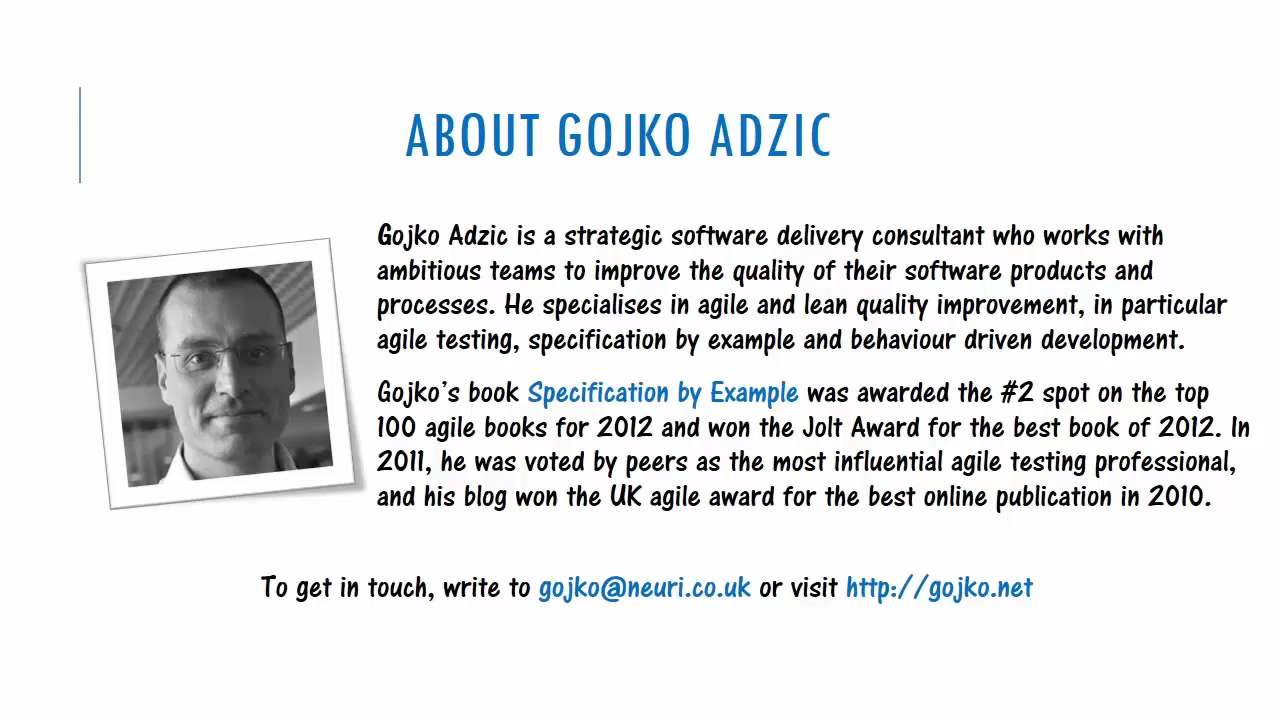 ABOUT GOJKO ADZIC
Gojko Adzic is a strategic software delivery consultant who works with
ambitious teams to improve the quality of their software products and
processes. He specialises in agile and lean quality improvement, in particular
agile testing, specification by example and behaviour driven development.
Gojko’s book Specification by Example was awarded the #2 spot on the top
100 agile books for 2012 and won the Jolt Award for the best book of 2012. In
2011, he was voted by peers as the most influential agile testing professional,
and his blog won the UK agile award for the best online publication in 2010.
To get in touch, write to gojko@neuri.co.uk or visit http://gojko.net